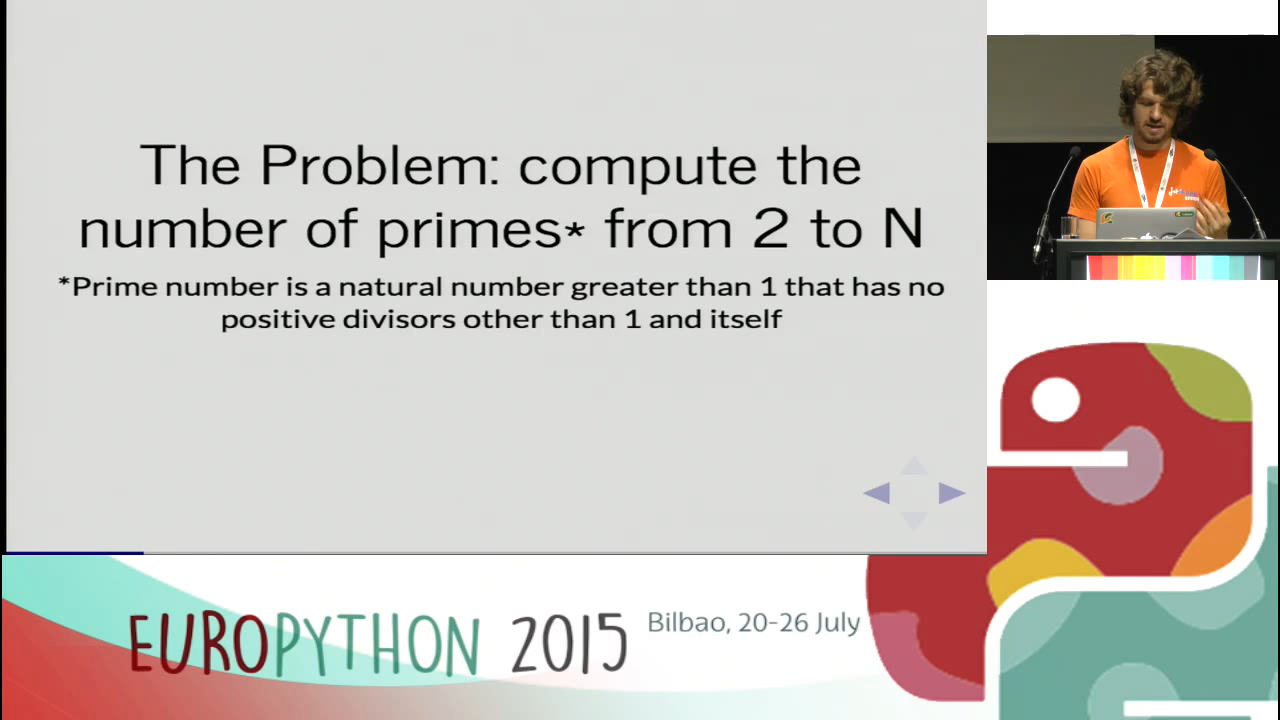 The Problem: compute the
number of primes* from 2 to N
*Prime number is a natural number greater than 1 that has no
positive divisors other than 1 and itself
EUROPYTHON 2015
Bilbao, 20-26 July